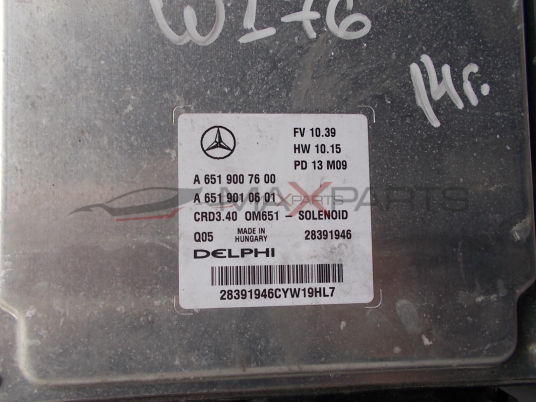 W176
14г.
FV 10.39
HW 10.15
PD 13 M09
A 651 900 76 00
A 651 901 06 01
CRD3.40 OM651 - SOLENOID
Q05 MADE IN HUNGARY 28391946
DELPHI
28391946CYW19HL7
MAXPARTS